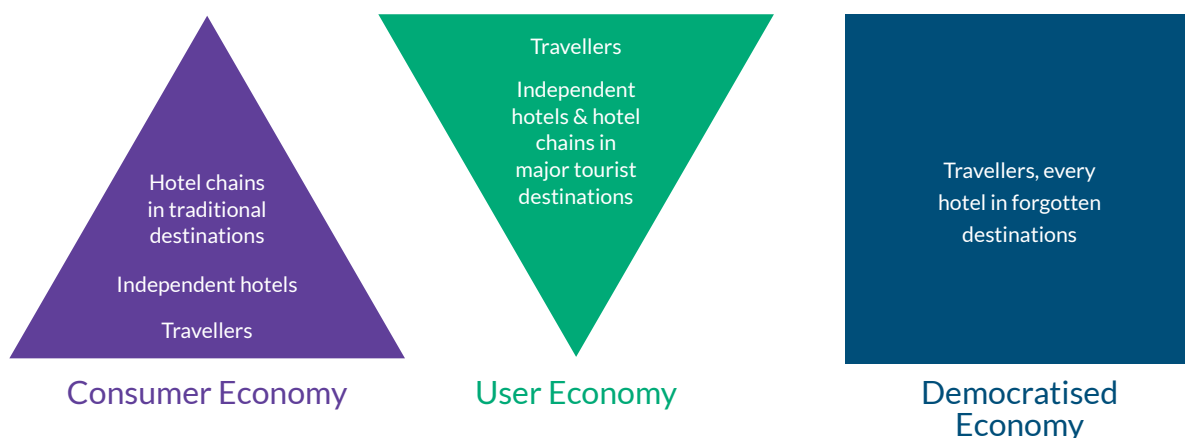 Hotel chains
in traditional
destinations
Independent hotels
Travellers
Consumer Economy
Travellers
Independent
hotels & hotel
chains in
major tourist
destinations
User Economy
Travellers, every
hotel in forgotten
destinations
Democratised
Economy